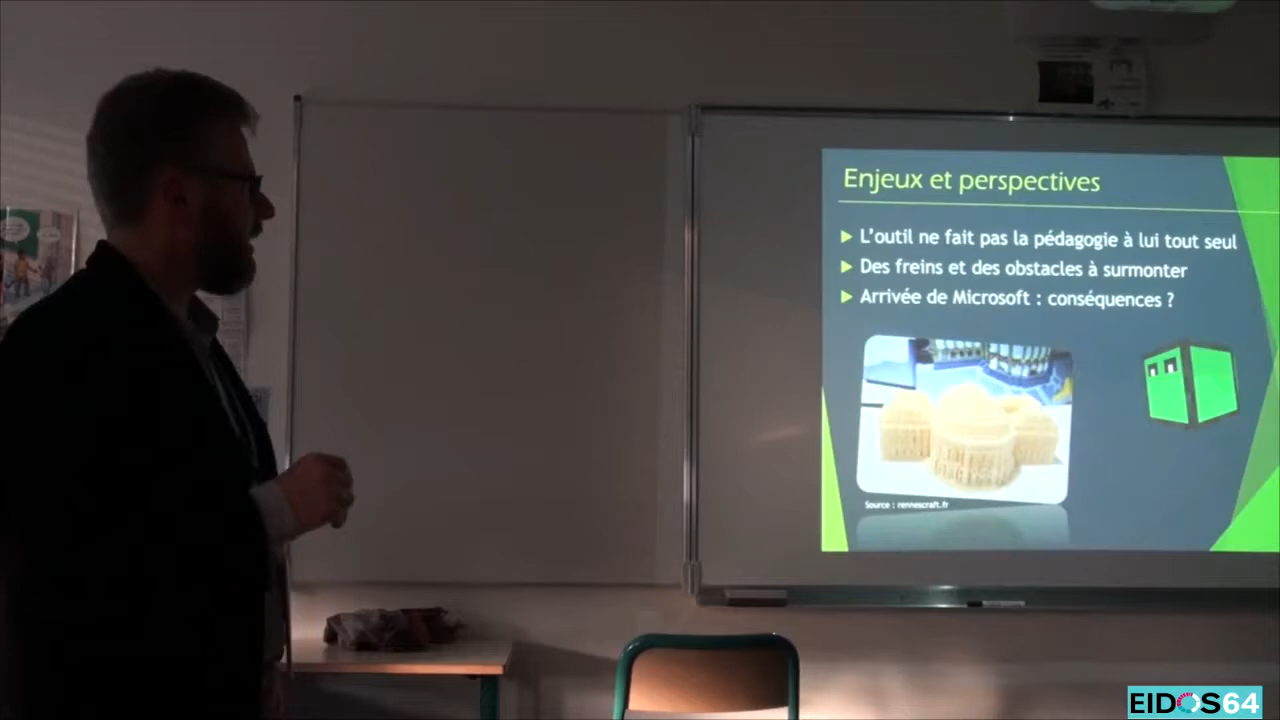 Enjeux et perspectives
L'outil ne fait pas la pédagogie à lui tout seul
Des freins et des obstacles à surmonter
Arrivée de Microsoft : conséquences ?
Source : rennescraft.fr
EIDOS64